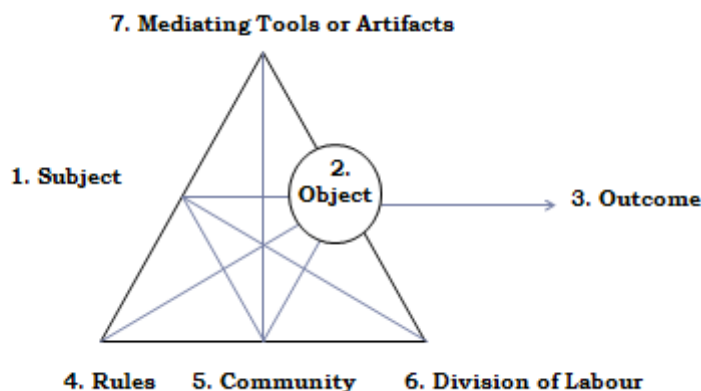 7. Mediating Tools or Artifacts
1. Subject
2.
Object
3. Outcome
4. Rules
5. Community
6. Division of Labour